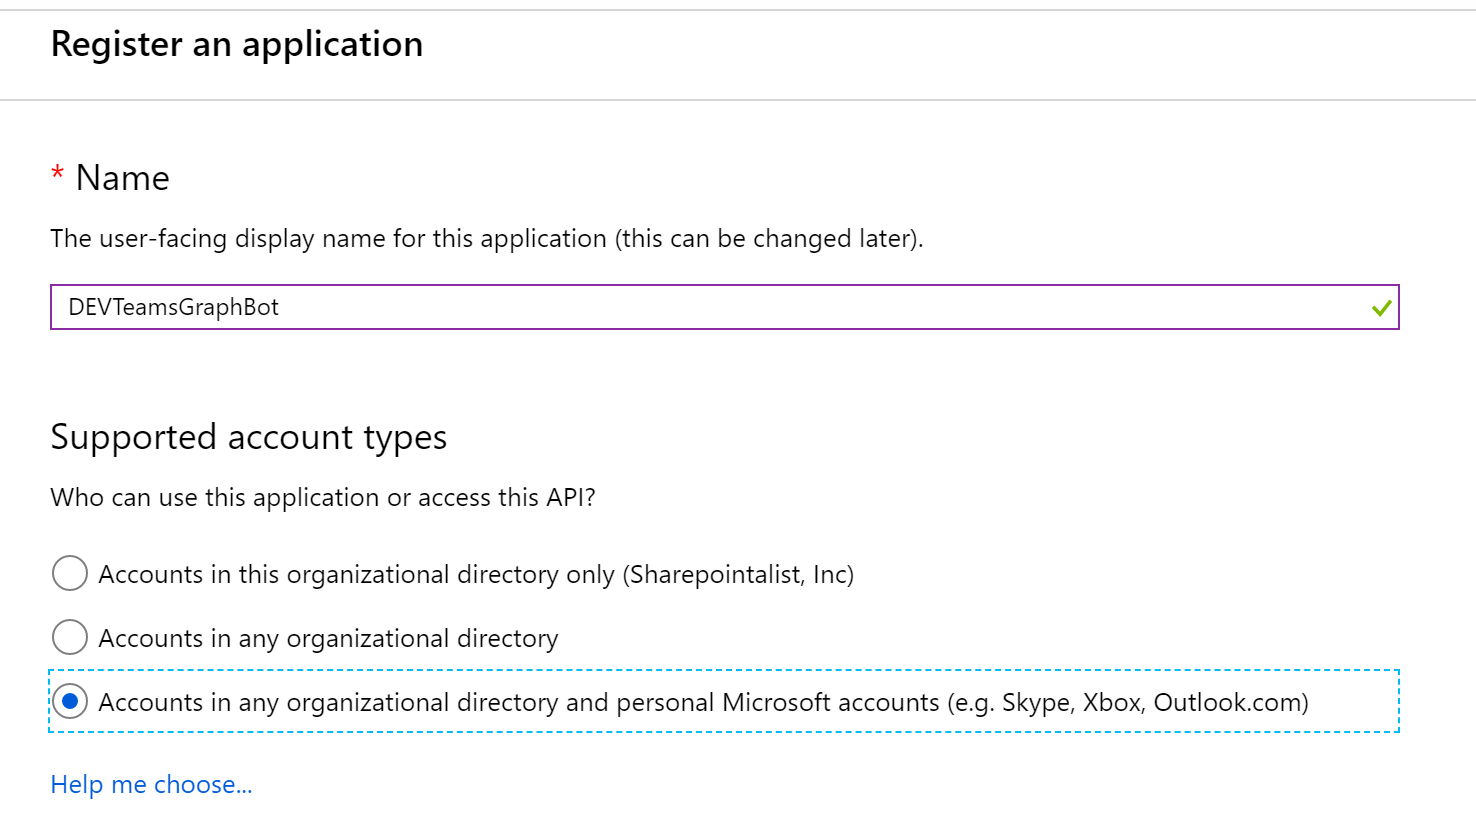 Register an application
* Name
The user-facing display name for this application (this can be changed later).
DEVTeamsGraphBot
Supported account types
Who can use this application or access this API?
Accounts in this organizational directory only (Sharepointalist, Inc)
Accounts in any organizational directory
Accounts in any organizational directory and personal Microsoft accounts (e.g. Skype, Xbox, Outlook.com)
Help me choose...